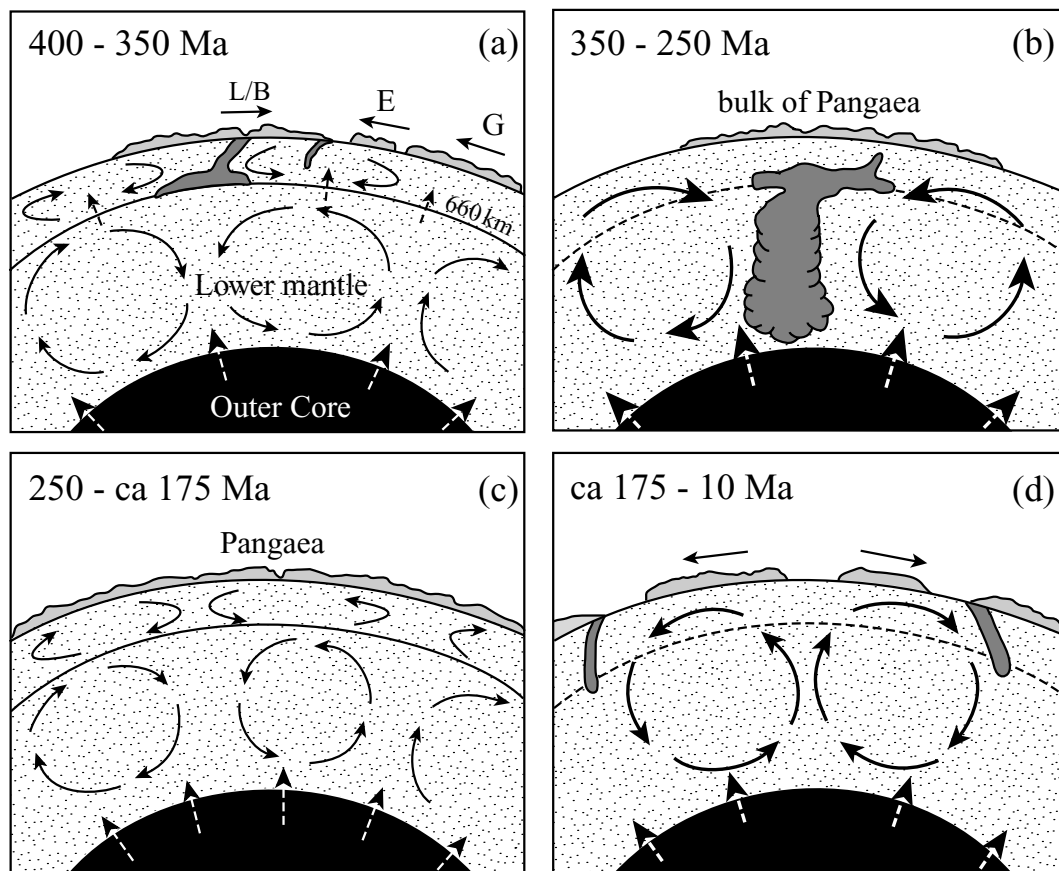 400 - 350 Ma
(a)
L/B
E
G
660 km
Lower mantle
Outer Core
350 - 250 Ma
(b)
bulk of Pangaea
250 - ca 175 Ma
(c)
Pangaea
ca 175 - 10 Ma
(d)